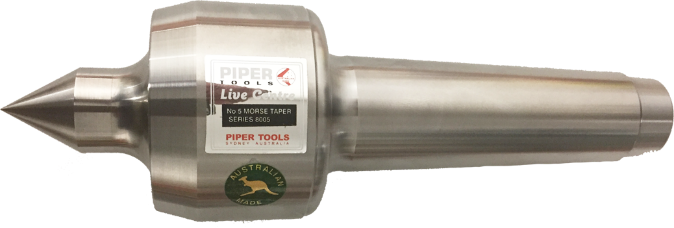 PIPER
TOOLS
Live Centre
No 5 MORSE TAPER
SERIES 8005
PIPER TOOLS
SYDNEY AUSTRALIA
AUSTRALIAN
MADE